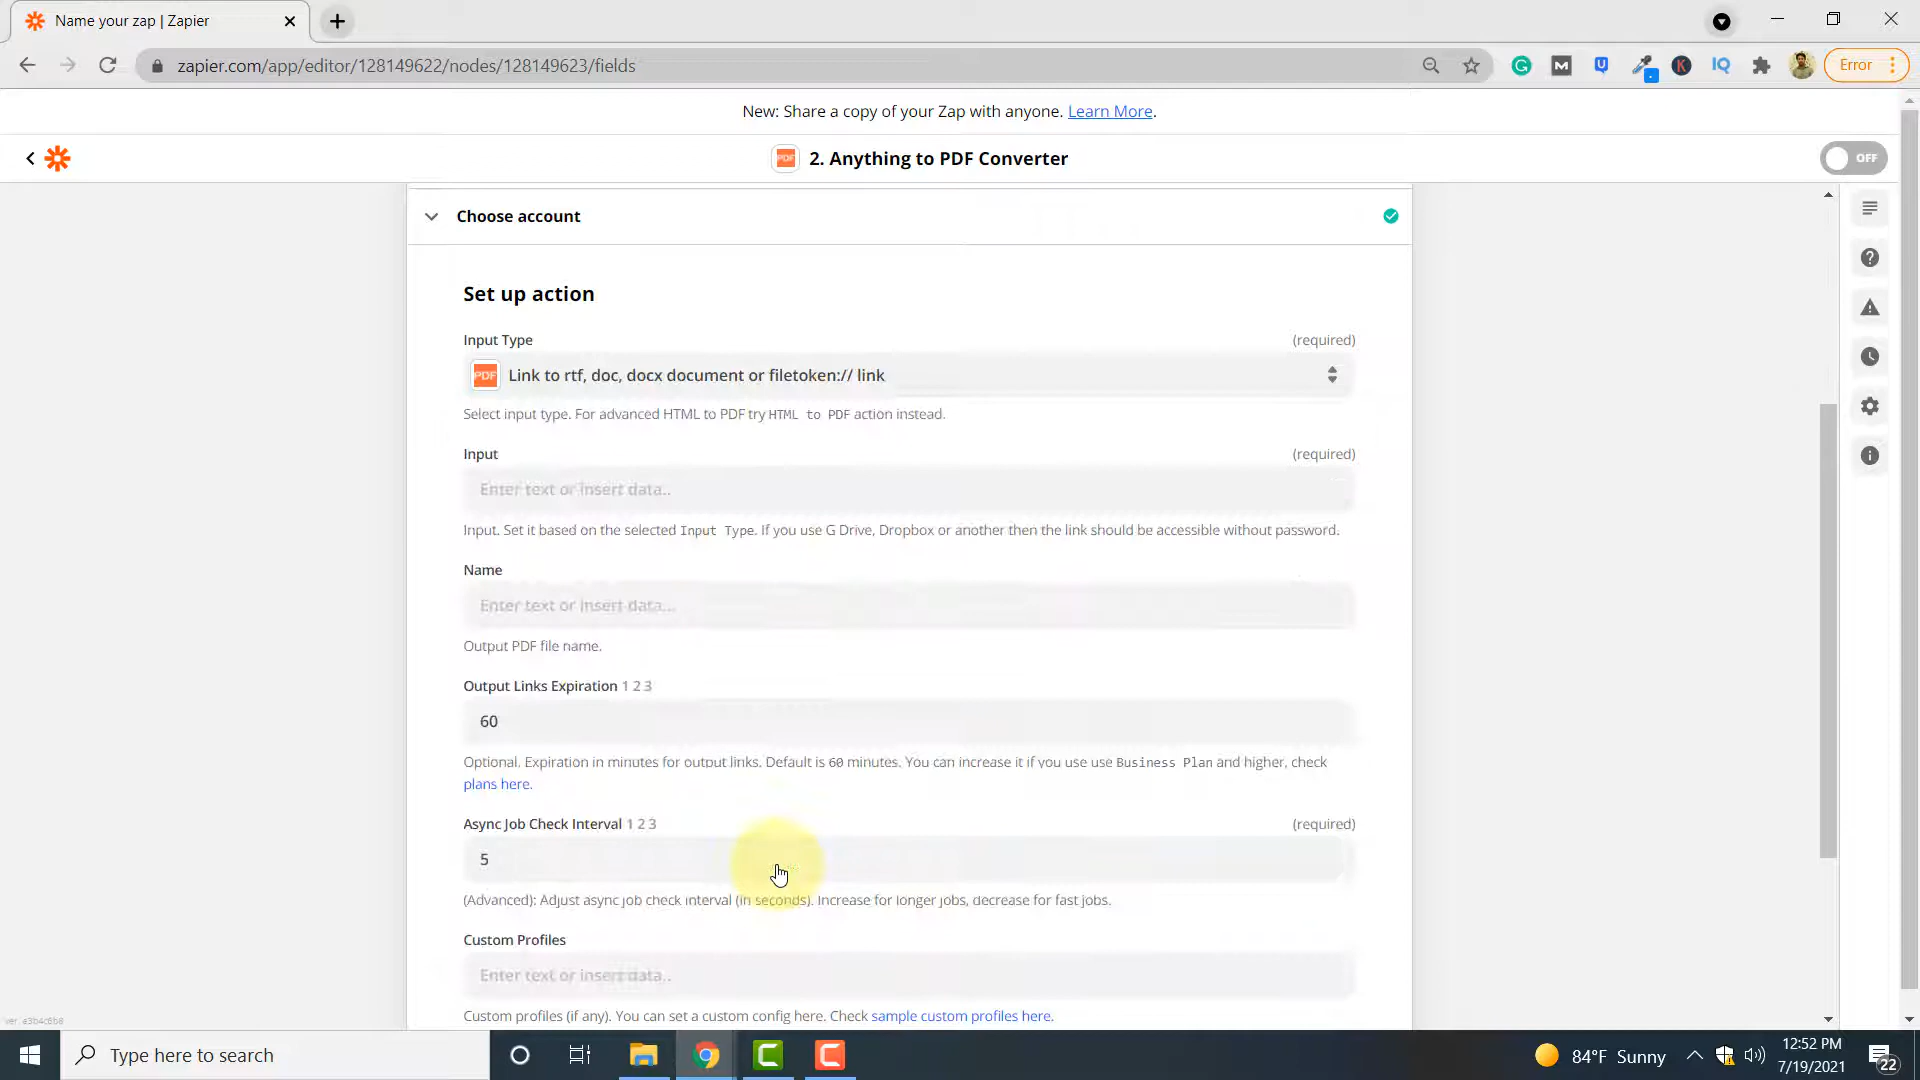 Name your zap | Zapier
zapier.com/app/editor/128149622/nodes/128149623/fields
Error
New: Share a copy of your Zap with anyone. Learn More.
PDF 2. Anything to PDF Converter
OFF
Choose account
Set up action
Input Type (required)
PDF Link to rtf, doc, docx document or filetoken:// link
Select input type. For advanced HTML to PDF try HTML to PDF action instead.
Input (required)
Enter text or insert data..
Input. Set it based on the selected Input Type. If you use G Drive, Dropbox or another then the link should be accessible without password.
Name
Enter text or insert data...
Output PDF file name.
Output Links Expiration 1 2 3
60
Optional. Expiration in minutes for output links. Default is 60 minutes. You can increase it if you use use Business Plan and higher, check
plans here.
Async Job Check Interval 1 2 3 (required)
5
(Advanced): Adjust async job check interval (in seconds). Increase for longer jobs, decrease for fast jobs.
Custom Profiles
Enter text or insert data..
Custom profiles (if any). You can set a custom config here. Check sample custom profiles here.
Type here to search
84°F Sunny
12:52 PM
7/19/2021
22